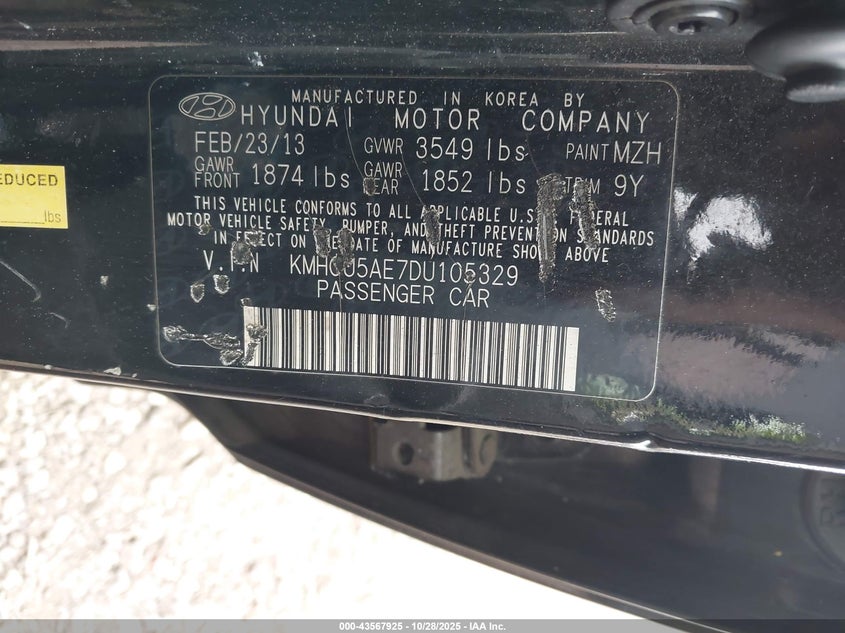 MANUFACTURED IN KOREA BY
HYUNDAI MOTOR COMPANY
FEB/23/13 GVWR 3549 lbs PAINT MZH
GAWR FRONT 1874 lbs GAWR REAR 1852 lbs TRIM 9Y
THIS VEHICLE CONFORMS TO ALL APPLICABLE U.S. FEDERAL
MOTOR VEHICLE SAFETY, BUMPER, AND THEFT PREVENTION STANDARDS
IN EFFECT ON THE DATE OF MANUFACTURE SHOWN ABOVE
V.I.N KMHCU5AE7DU105329
PASSENGER CAR
EDUCED
lbs
000-43567925 | 10/28/2025 - IAA Inc.